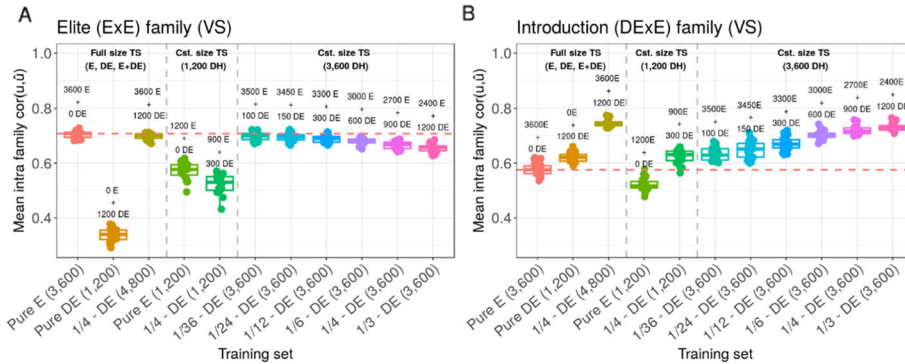 A
Elite (ExE) family (VS)
Mean intra family cor(u,û)
1.0
0.8
0.6
0.4
Full size TS
(E, DE, E+DE)
Cst. size TS
(1,200 DH)
Cst. size TS
(3,600 DH)
3600 E
+
0 DE
0 E
+
1200 DE
3600 E
+
1200 DE
1200 E
+
0 DE
900 E
+
300 DE
3500 E
+
100 DE
3450 E
+
150 DE
3300 E
+
300 DE
3000 E
+
600 DE
2700 E
+
900 DE
2400 E
+
1200 DE
Pure E (3,600)
Pure DE (1,200)
1/4 - DE (4,800)
Pure E (1,200)
1/4 - DE (1,200)
1/36 - DE (3,600)
1/24 - DE (3,600)
1/12 - DE (3,600)
1/6 - DE (3,600)
1/4 - DE (3,600)
1/3 - DE (3,600)
Training set
B
Introduction (DExE) family (VS)
Mean intra family cor(u,û)
1.0
0.8
0.6
0.4
Full size TS
(E, DE, E+DE)
Cst. size TS
(1,200 DH)
Cst. size TS
(3,600 DH)
3600E
+
0 DE
0E
+
1200 DE
3600E
+
1200 DE
1200E
+
0 DE
900E
+
300 DE
3500E
+
100 DE
3450E
+
150 DE
3300E
+
300 DE
3000E
+
600 DE
2700E
+
900 DE
2400E
+
1200 DE
Pure E (3,600)
Pure DE (1,200)
1/4 - DE (4,800)
Pure E (1,200)
1/4 - DE (1,200)
1/36 - DE (3,600)
1/24 - DE (3,600)
1/12 - DE (3,600)
1/6 - DE (3,600)
1/4 - DE (3,600)
1/3 - DE (3,600)
Training set